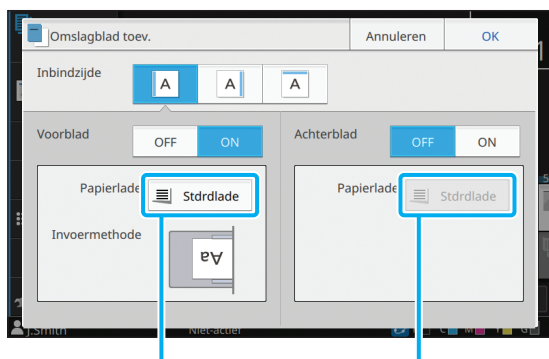 Omslagblad toev. Annuleren OK
Inbindzijde A A A
Voorblad OFF ON Achterblad OFF ON
Papierlade Stdrdlade Papierlade Stdrdlade
Invoermethode Aa
J.Smith Niet-actief C M Y G